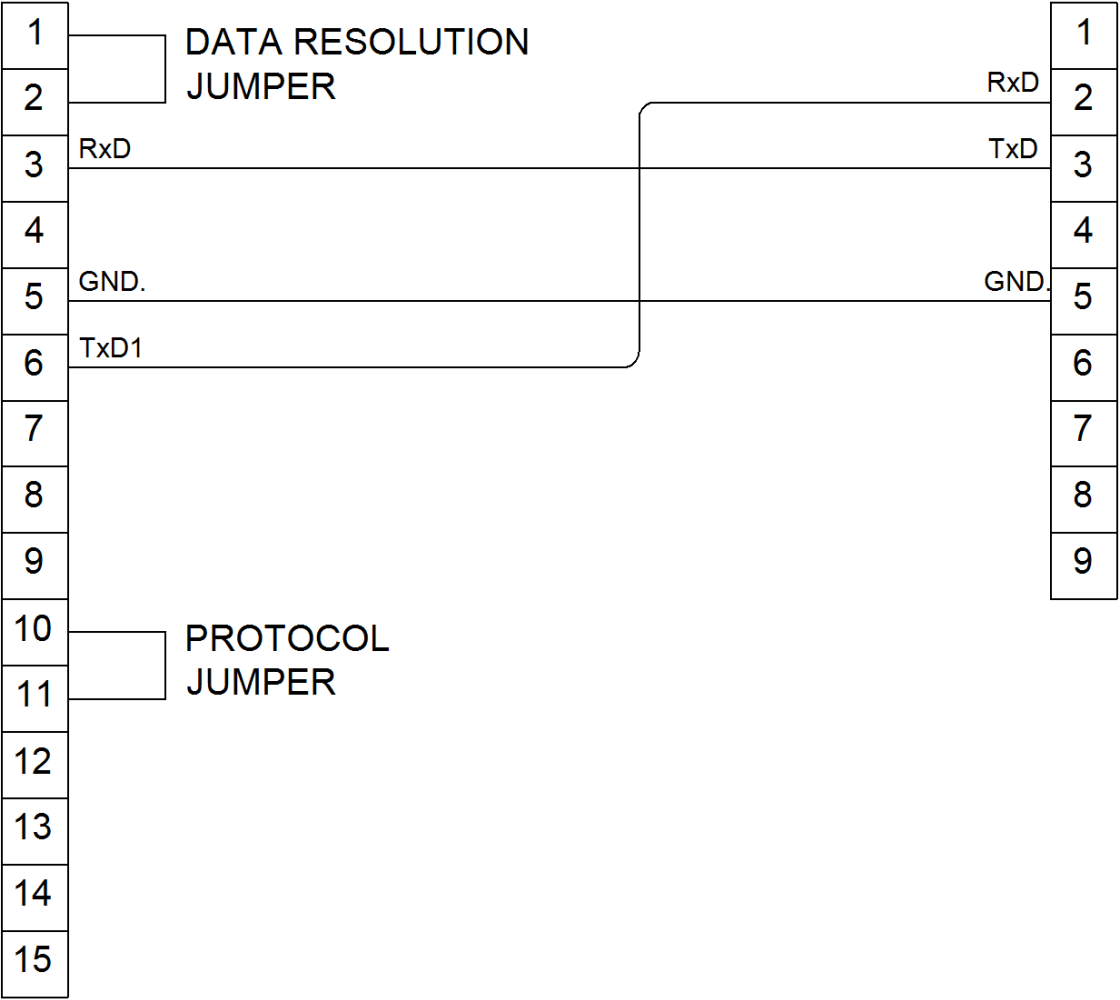 1
DATA RESOLUTION
JUMPER
1
2
RxD
2
3
RxD
TxD
3
4
4
5
GND.
GND.
5
6
TxD1
6
7
7
8
8
9
9
10
PROTOCOL
JUMPER
11
12
13
14
15